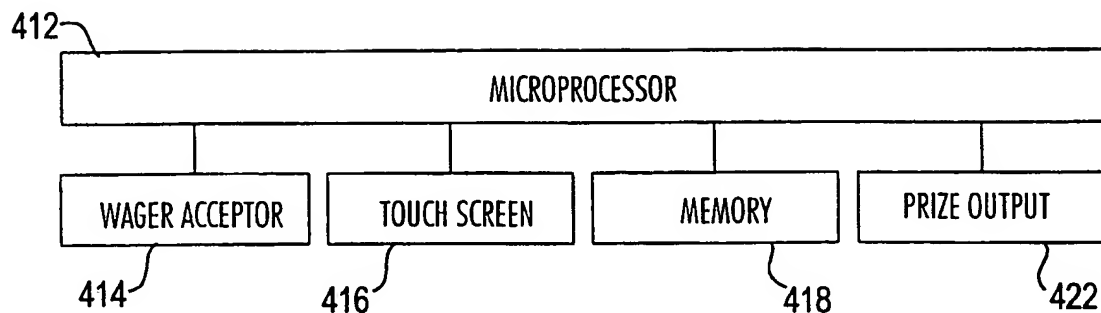 412
MICROPROCESSOR
WAGER ACCEPTOR TOUCH SCREEN MEMORY PRIZE OUTPUT
414 416 418 422